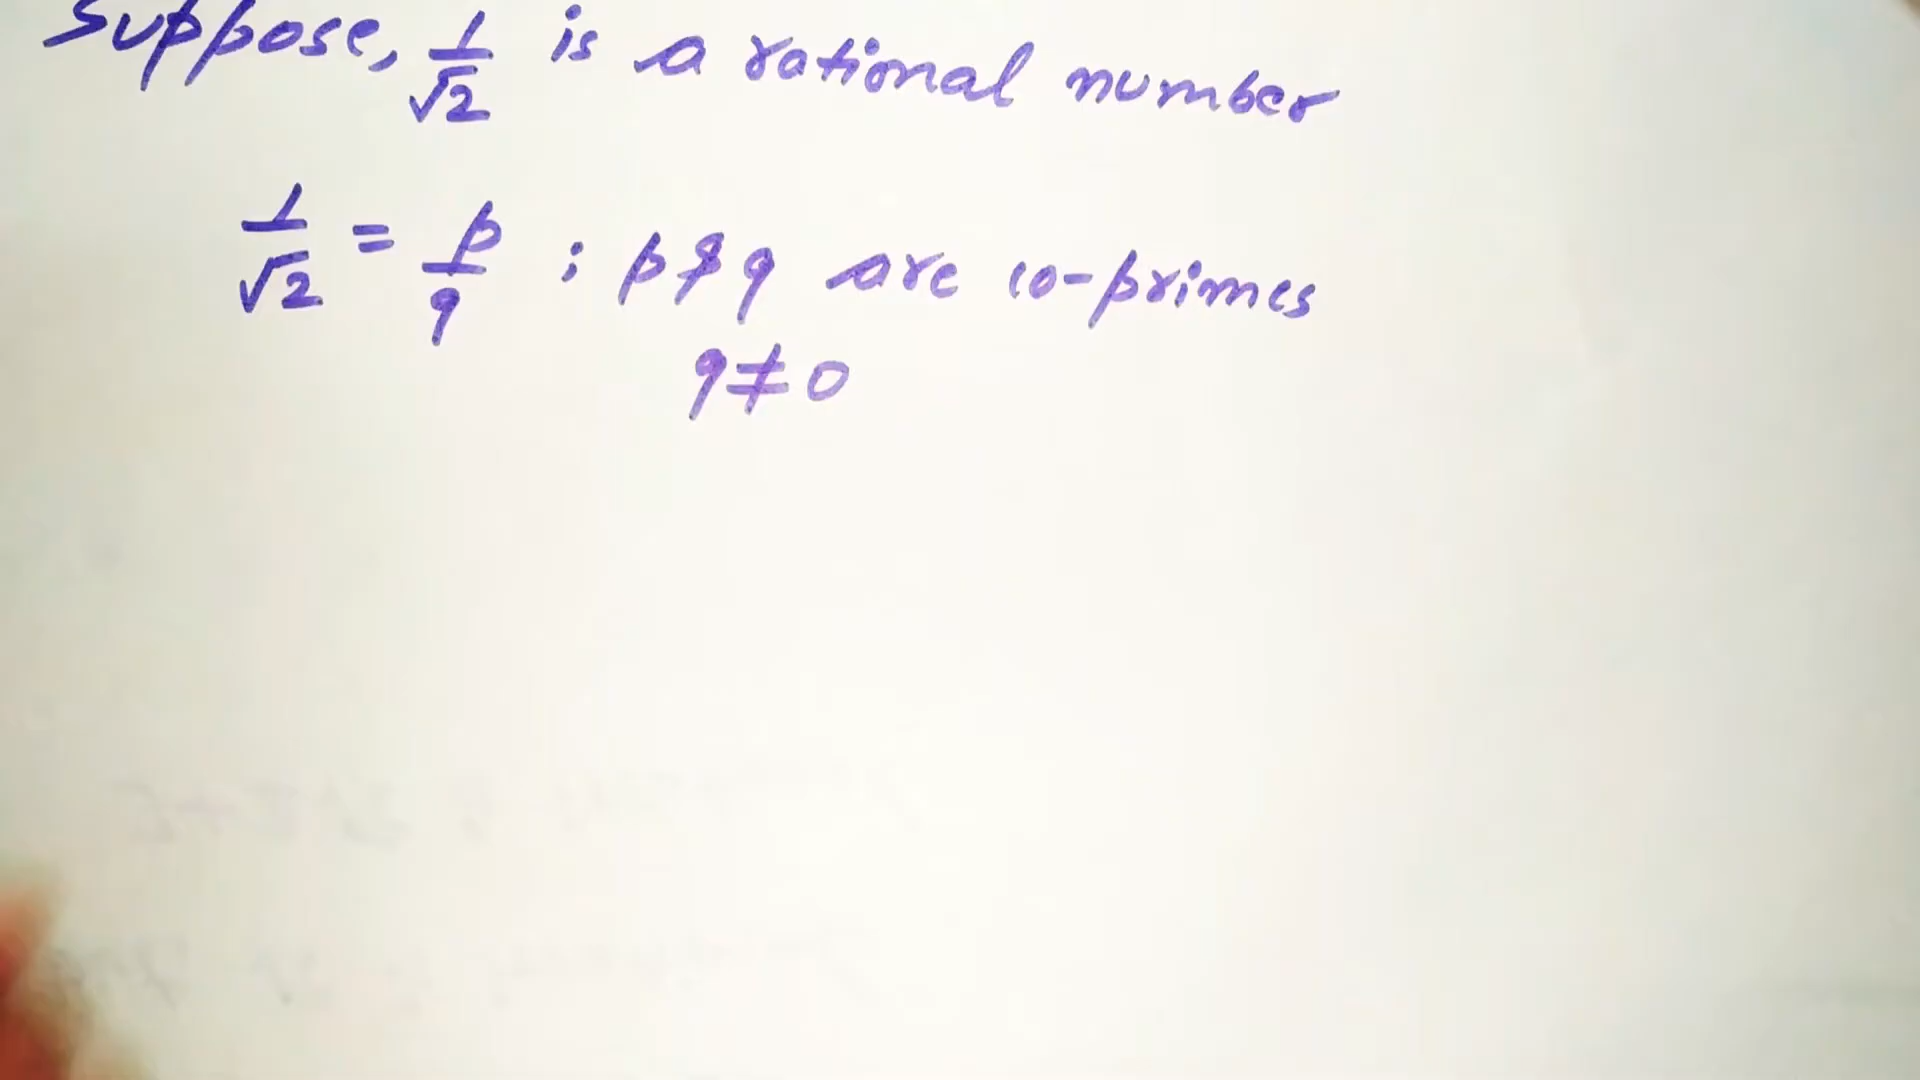 Suppose, 1/√2 is a rational number
1/√2 = p/q ; p & q are co-primes
q ≠ 0